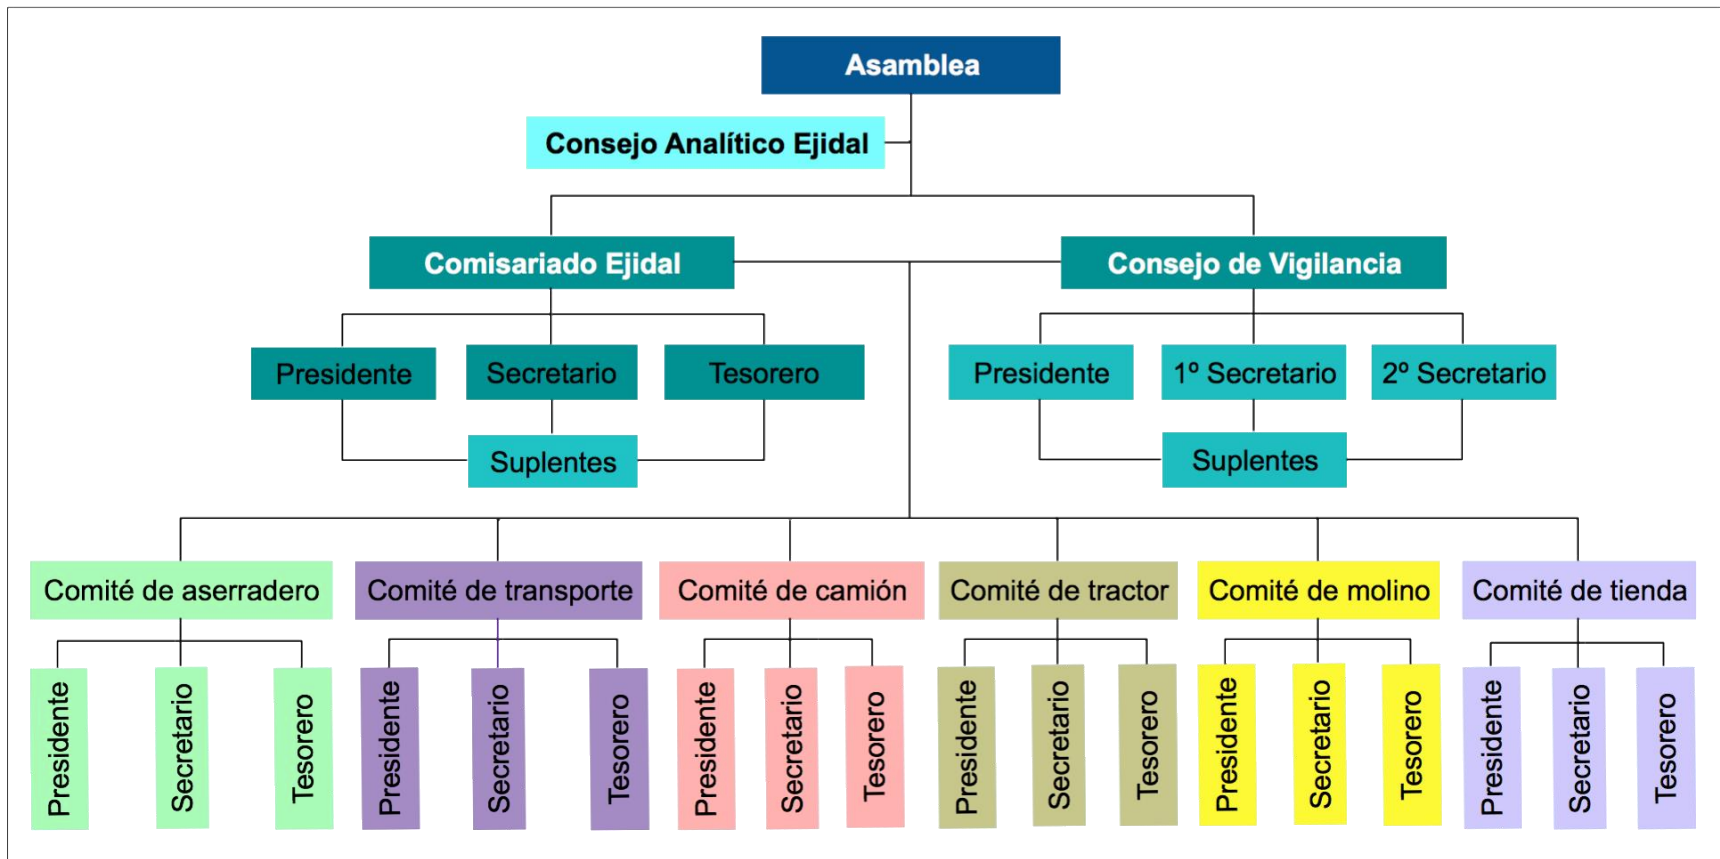 Asamblea
Consejo Analítico Ejidal
Comisariado Ejidal
Consejo de Vigilancia
Presidente
Secretario
Tesorero
Presidente
1º Secretario
2º Secretario
Suplentes
Suplentes
Comité de aserradero
Comité de transporte
Comité de camión
Comité de tractor
Comité de molino
Comité de tienda
Presidente
Secretario
Tesorero
Presidente
Secretario
Tesorero
Presidente
Secretario
Tesorero
Presidente
Secretario
Tesorero
Presidente
Secretario
Tesorero
Presidente
Secretario
Tesorero